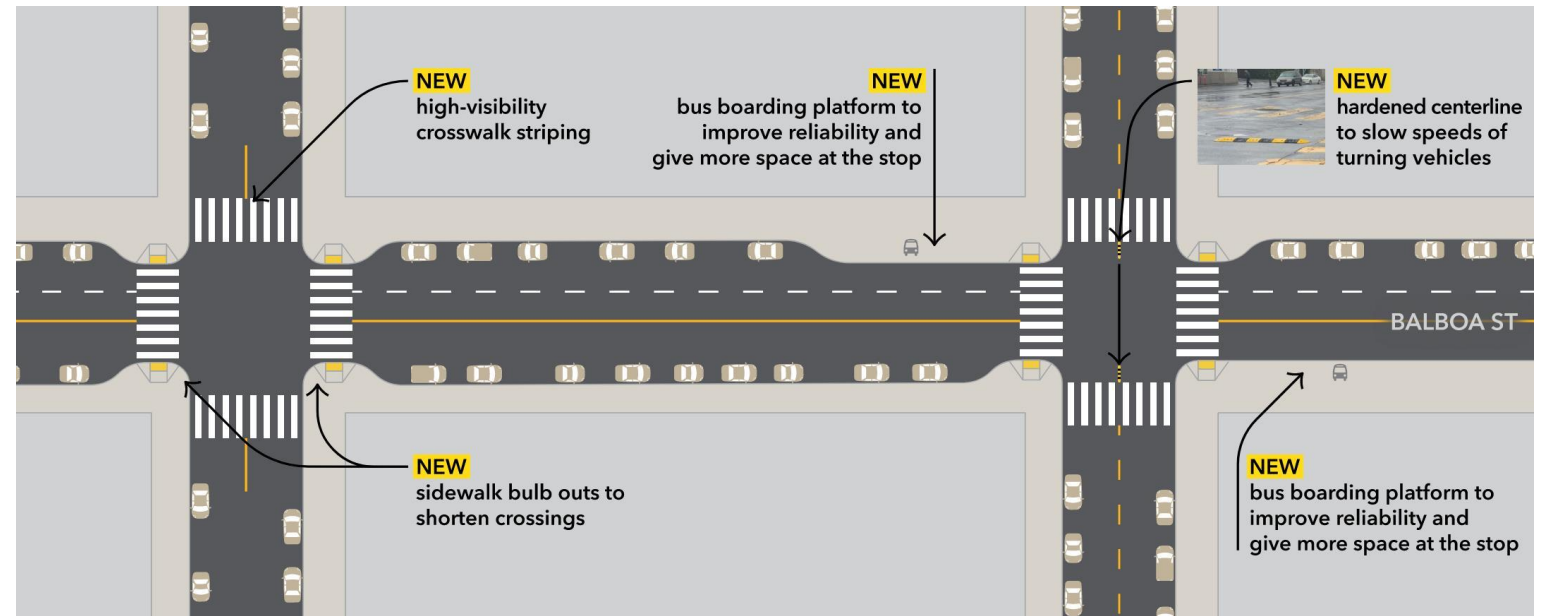 NEW
high-visibility
crosswalk striping
NEW
bus boarding platform to
improve reliability and
give more space at the stop
NEW
hardened centerline
to slow speeds of
turning vehicles
BALBOA ST
NEW
sidewalk bulb outs to
shorten crossings
NEW
bus boarding platform to
improve reliability and
give more space at the stop